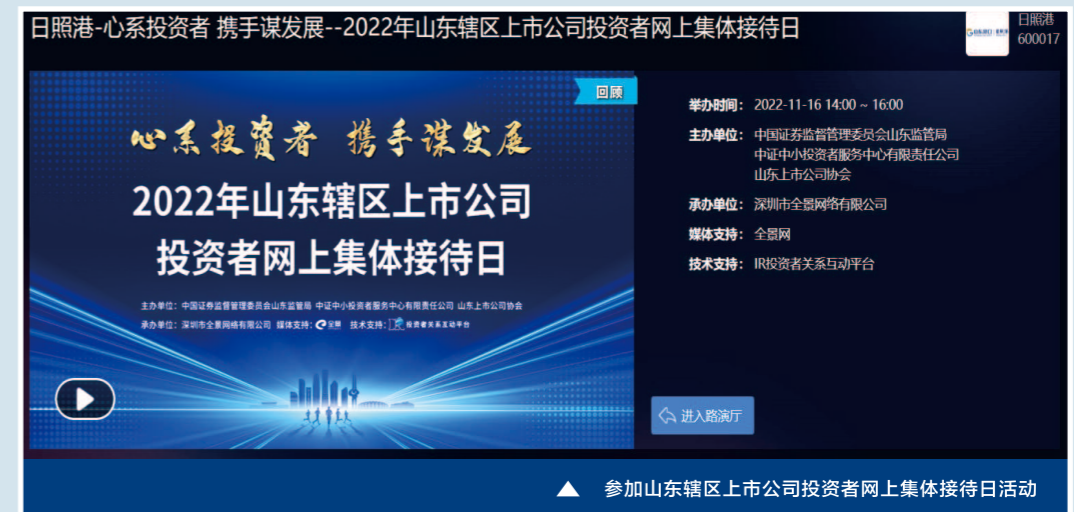 日照港-心系投资者 携手谋发展--2022年山东辖区上市公司投资者网上集体接待日
日照港
600017
回顾
心系投資者 携手谋发展
2022年山东辖区上市公司
投资者网上集体接待日
主办单位：中国证券监督管理委员会山东监管局 中证中小投资者服务中心有限责任公司 山东上市公司协会
承办单位：深圳市全景网络有限公司 媒体支持：全景 技术支持：投资者关系互动平台
举办时间： 2022-11-16 14:00 ~ 16:00
主办单位： 中国证券监督管理委员会山东监管局
中证中小投资者服务中心有限责任公司
山东上市公司协会
承办单位： 深圳市全景网络有限公司
媒体支持： 全景网
技术支持： IR投资者关系互动平台
进入路演厅
参加山东辖区上市公司投资者网上集体接待日活动